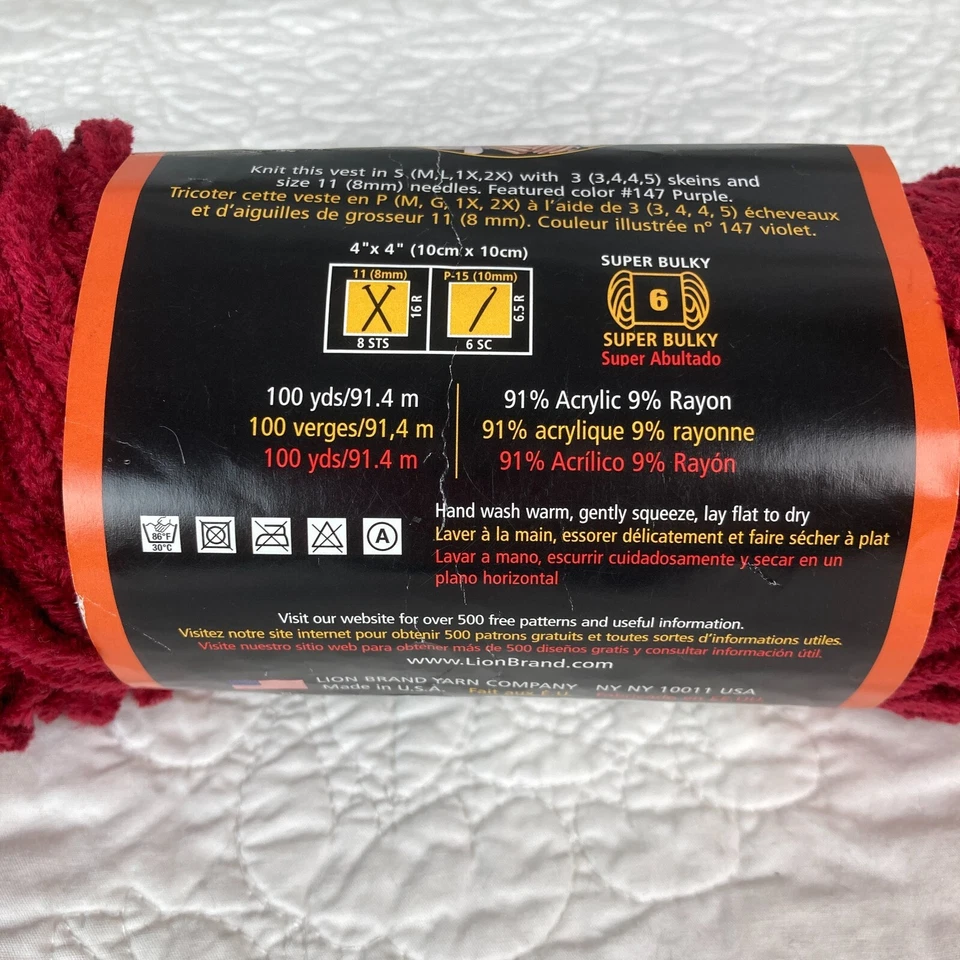 Knit this vest in S (M,L,1X,2X) with 3 (3,4,4,5) skeins and
size 11 (8mm) needles. Featured color #147 Purple.
Tricoter cette veste en P (M, G, 1X, 2X) à l'aide de 3 (3, 4, 4, 5) écheveaux
et d'aiguilles de grosseur 11 (8 mm). Couleur illustrée nº 147 violet.
4"x 4" (10cm x 10cm)
11 (8mm)
16 R
8 STS
P-15 (10mm)
6.5 R
6 SC
SUPER BULKY
6
SUPER BULKY
Super Abultado
100 yds/91.4 m
100 verges/91,4 m
100 yds/91.4 m
91% Acrylic 9% Rayon
91% acrylique 9% rayonne
91% Acrílico 9% Rayón
86°F
30°C
A
Hand wash warm, gently squeeze, lay flat to dry
Laver à la main, essorer délicatement et faire sécher à plat
Lavar a mano, escurrir cuidadosamente y secar en un
plano horizontal
Visit our website for over 500 free patterns and useful information.
Visitez notre site internet pour obtenir 500 patrons gratuits et toutes sortes d'informations utiles.
Visite nuestro sitio web para obtener más de 500 diseños gratis y consultar información útil.
www.LionBrand.com
LION BRAND YARN COMPANY NY NY 10011 USA
Made in U.S.A. Fait aux É.U.